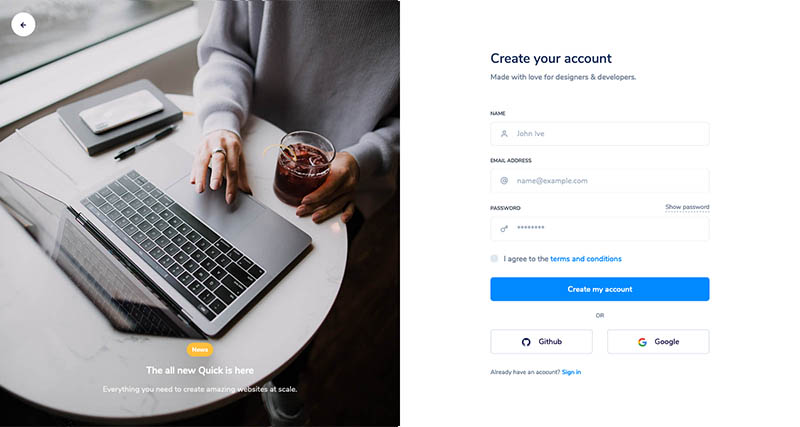 News
The all new Quick is here
Everything you need to create amazing websites at scale.
Create your account
Made with love for designers & developers.
NAME
John Ive
EMAIL ADDRESS
@ name@example.com
PASSWORD Show password
********
I agree to the terms and conditions
Create my account
OR
Github Google
Already have an account? Sign in